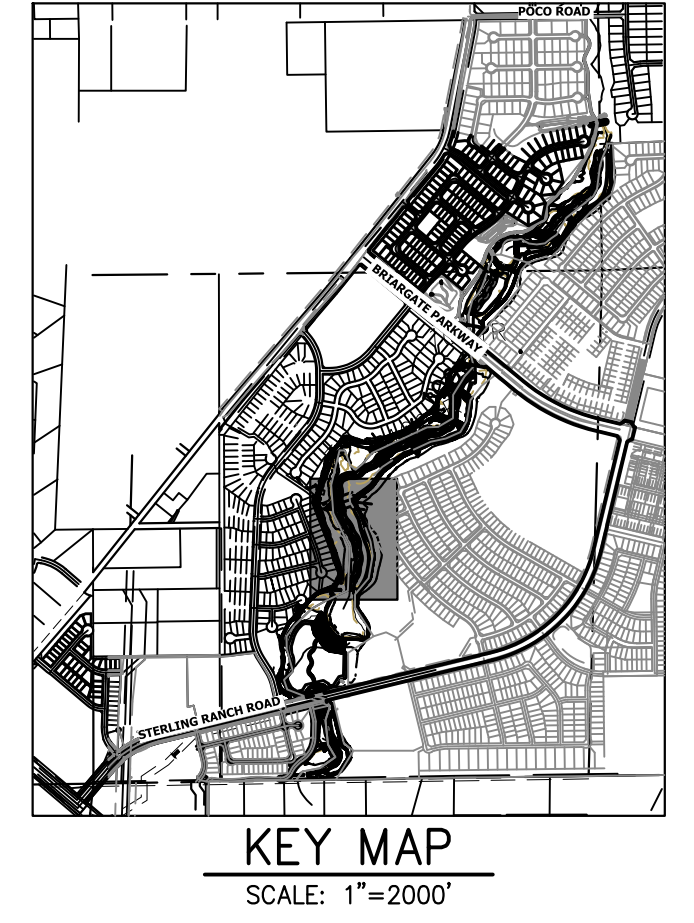 POCO ROAD
BRIARGATE PARKWAY
STERLING RANCH ROAD
KEY MAP
SCALE: 1"=2000'